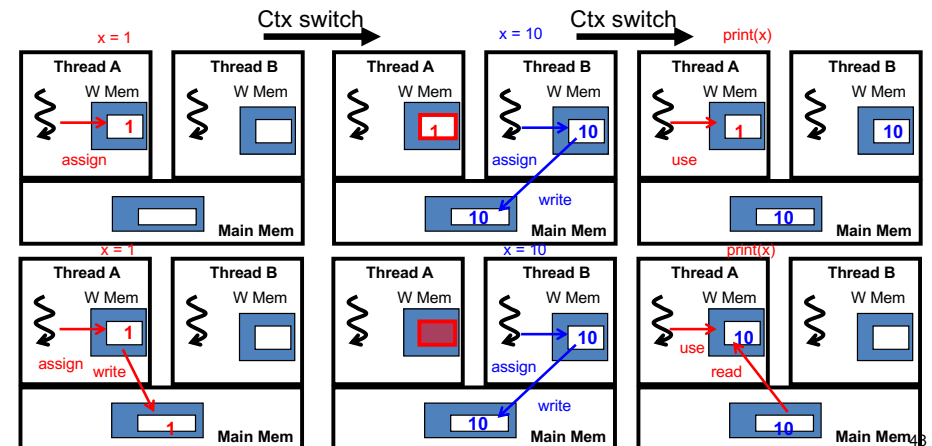 Ctx switch
Ctx switch
x = 1
x = 10
print(x)
Thread A
Thread B
Thread A
Thread B
Thread A
Thread B
W Mem
W Mem
W Mem
W Mem
W Mem
W Mem
1
1
10
1
10
assign
assign
use
write
10
10
Main Mem
Main Mem
Main Mem
x = 1
x = 10
print(x)
Thread A
Thread B
Thread A
Thread B
Thread A
Thread B
W Mem
W Mem
W Mem
W Mem
W Mem
W Mem
1
10
10
assign
write
assign
use
read
write
1
10
10
Main Mem
Main Mem
Main Mem
48